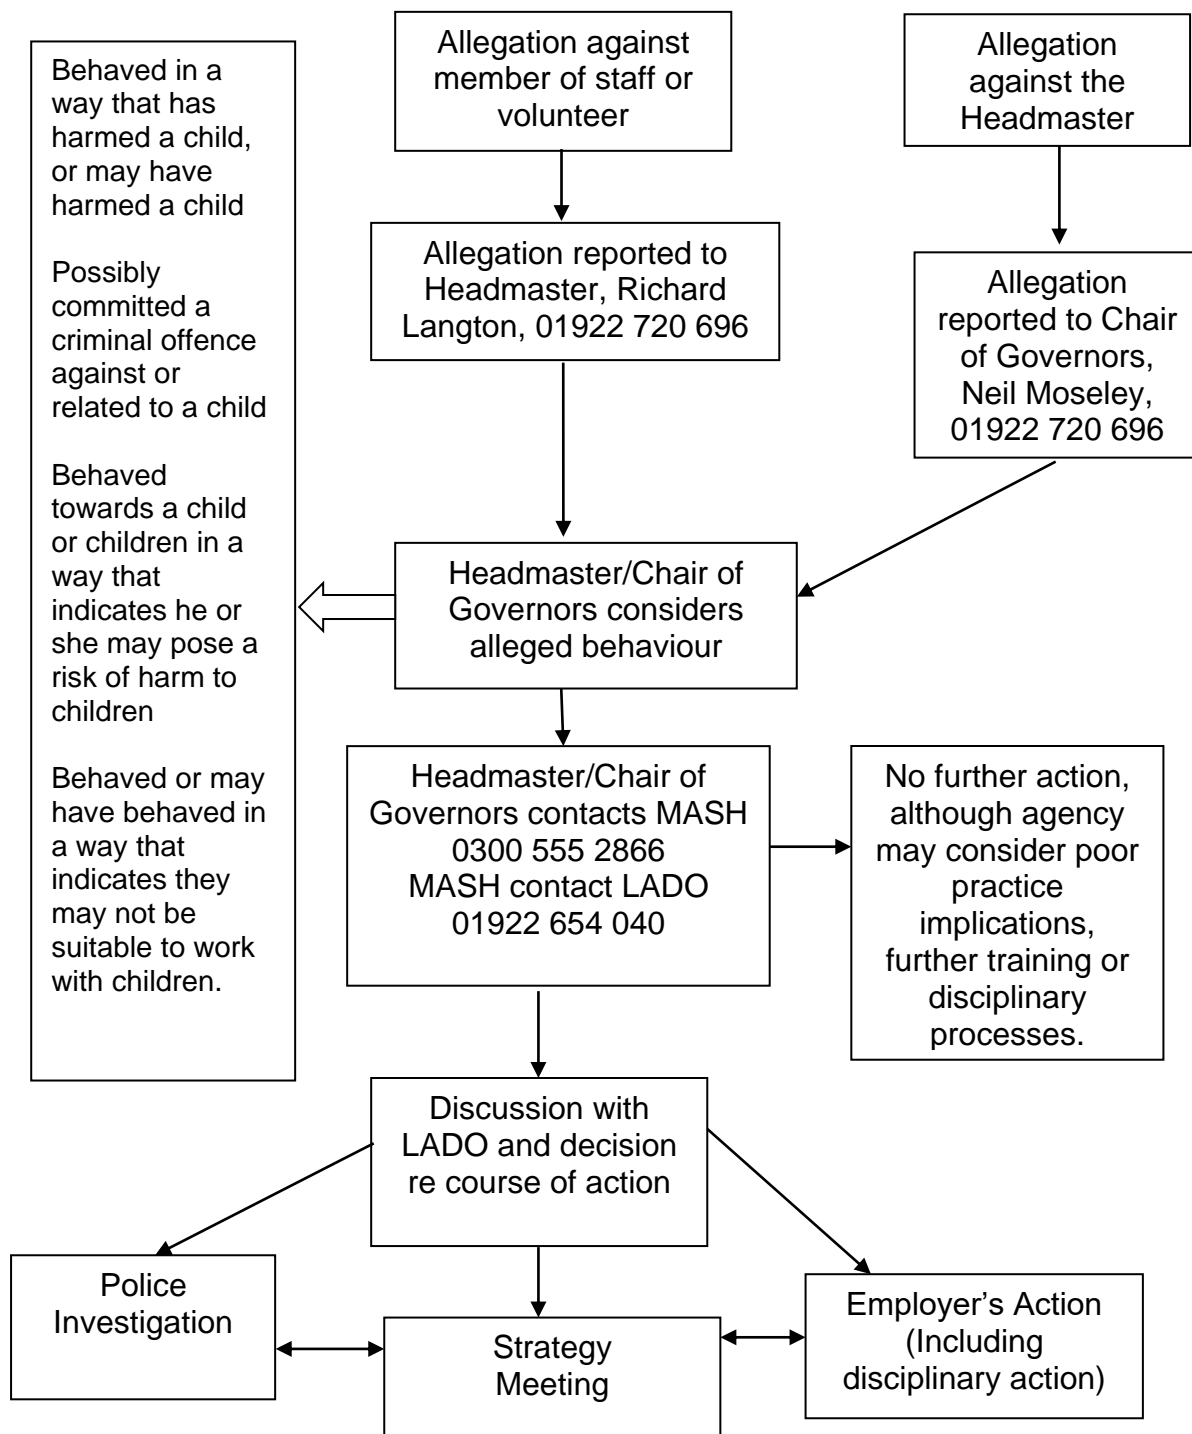 Allegation against
member of staff or
volunteer
Allegation
against the
Headmaster
Behaved in a
way that has
harmed a child,
or may have
harmed a child
Possibly
committed a
criminal offence
against or
related to a child
Behaved
towards a child
or children in a
way that
indicates he or
she may pose a
risk of harm to
children
Behaved or may
have behaved in
a way that
indicates they
may not be
suitable to work
with children.
Allegation reported to
Headmaster, Richard
Langton, 01922 720 696
Allegation
reported to Chair
of Governors,
Neil Moseley,
01922 720 696
Headmaster/Chair of
Governors considers
alleged behaviour
Headmaster/Chair of
Governors contacts MASH
0300 555 2866
MASH contact LADO
01922 654 040
No further action,
although agency
may consider poor
practice
implications,
further training or
disciplinary
processes.
Discussion with
LADO and decision
re course of action
Police
Investigation
Strategy
Meeting
Employer’s Action
(Including
disciplinary action)